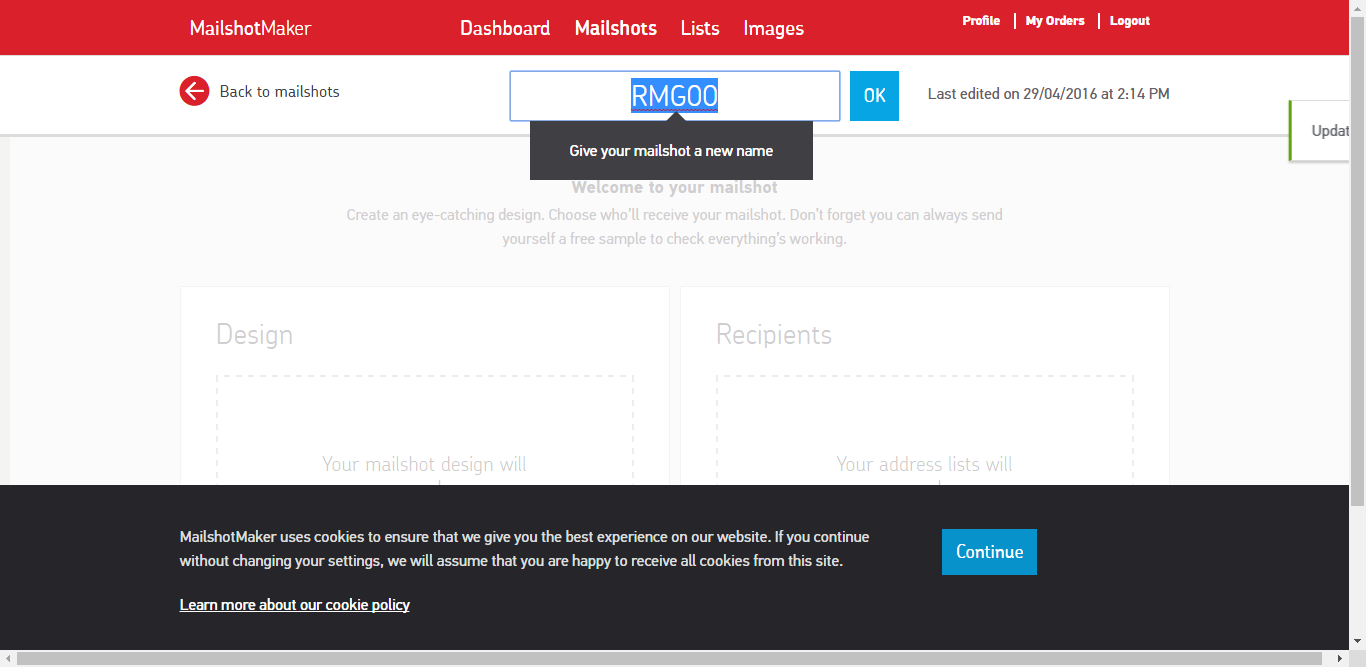 MailshotMaker
Dashboard Mailshots Lists Images
Profile My Orders Logout
Back to mailshots
RMG00
OK
Last edited on 29/04/2016 at 2:14 PM
Give your mailshot a new name
Welcome to your mailshot
Create an eye-catching design. Choose who'll receive your mailshot. Don't forget you can always send
yourself a free sample to check everything's working.
Design
Recipients
Your mailshot design will
Your address lists will
MailshotMaker uses cookies to ensure that we give you the best experience on our website. If you continue
without changing your settings, we will assume that you are happy to receive all cookies from this site.
Continue
Learn more about our cookie policy